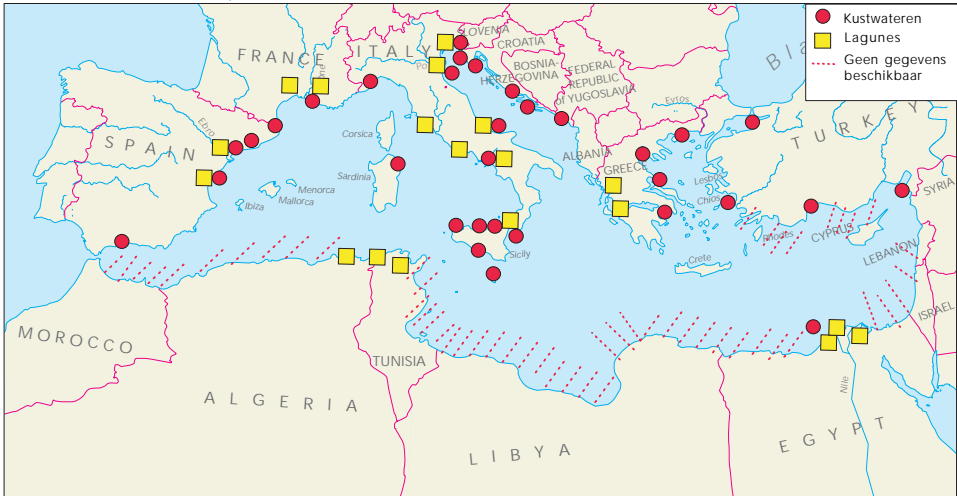 Kustwateren
Lagunes
Geen gegevens
beschikbaar
SLOVENIA
CROATIA
FRANCE
ITALY
Po
BOSNIA-
HERZEGOVINA
FEDERAL
REPUBLIC
of YUGOSLAVIA
Bla
Evros
TURKEY
Ebro
SPAIN
Corsica
Sardinia
Menorca
Mallorca
Ibiza
ALBANIA
GREECE
Lesbos
Chios
Rhodes
CYPRUS
SYRIA
LEBANON
ISRAEL
Sicily
Crete
MOROCCO
TUNISIA
ALGERIA
LIBYA
EGYPT
Nile